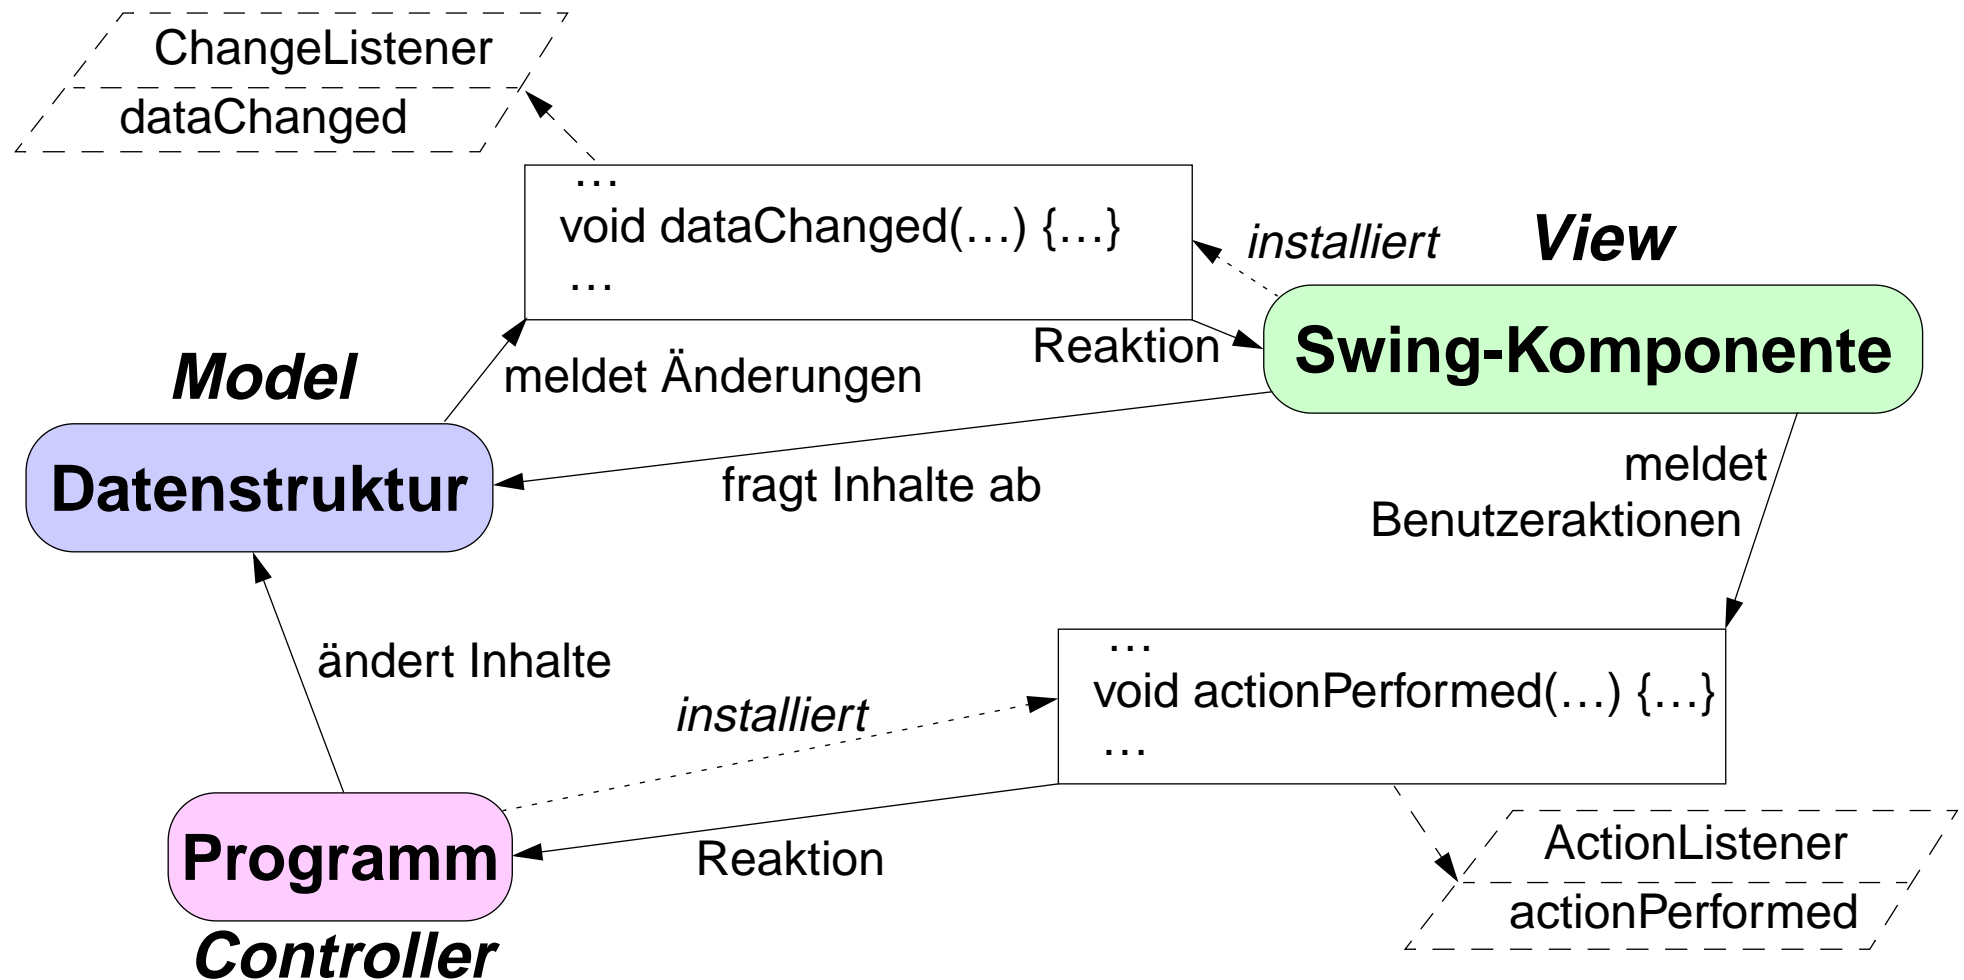 ChangeListener
dataChanged
…
void dataChanged(…) {…}
…
installiert
View
Swing-Komponente
Reaktion
Model
meldet Änderungen
Datenstruktur
fragt Inhalte ab
meldet
Benutzeraktionen
ändert Inhalte
…
void actionPerformed(…) {…}
…
installiert
Programm
Reaktion
Controller
ActionListener
actionPerformed